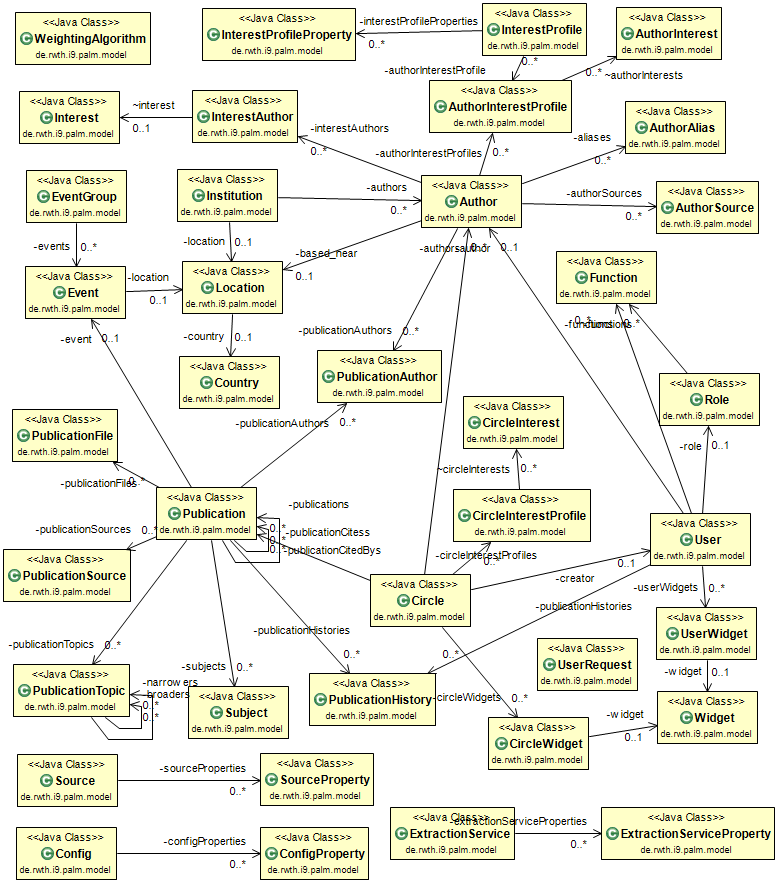 <<Java Class>>
WeightingAlgorithm
de.rwth.i9.palm.model
<<Java Class>>
InterestProfileProperty
de.rwth.i9.palm.model
-interestProfileProperties
0..*
<<Java Class>>
InterestProfile
de.rwth.i9.palm.model
<<Java Class>>
AuthorInterest
de.rwth.i9.palm.model
-authorInterestProfile
0..*
0..*
~authorInterests
<<Java Class>>
Interest
de.rwth.i9.palm.model
~interest
0..1
<<Java Class>>
InterestAuthor
de.rwth.i9.palm.model
-interestAuthors
0..*
<<Java Class>>
AuthorInterestProfile
de.rwth.i9.palm.model
-authorInterestProfiles
0..*
<<Java Class>>
AuthorAlias
de.rwth.i9.palm.model
-aliases
0..*
<<Java Class>>
EventGroup
de.rwth.i9.palm.model
<<Java Class>>
Institution
de.rwth.i9.palm.model
-authors
0..*
<<Java Class>>
Author
de.rwth.i9.palm.model
-authorSources
0..*
<<Java Class>>
AuthorSource
de.rwth.i9.palm.model
-events
0..*
-location
0..1
-based_near
0..1
-authors
-author
0..*
0..1
<<Java Class>>
Event
de.rwth.i9.palm.model
-location
0..1
<<Java Class>>
Location
de.rwth.i9.palm.model
<<Java Class>>
Function
de.rwth.i9.palm.model
-event
0..1
-country
0..1
-publicationAuthors
0..*
-functions
-functions
0..*
0..*
<<Java Class>>
Country
de.rwth.i9.palm.model
<<Java Class>>
PublicationAuthor
de.rwth.i9.palm.model
<<Java Class>>
Role
de.rwth.i9.palm.model
<<Java Class>>
PublicationFile
de.rwth.i9.palm.model
-publicationAuthors
0..*
<<Java Class>>
CircleInterest
de.rwth.i9.palm.model
-role
0..1
-publicationFiles
0..*
~circleInterests
0..*
<<Java Class>>
Publication
de.rwth.i9.palm.model
-publications
0..*
-publicationCitess
0..*
-publicationCitedBys
0..*
<<Java Class>>
CircleInterestProfile
de.rwth.i9.palm.model
-circleInterestProfiles
0..*
<<Java Class>>
User
de.rwth.i9.palm.model
-publicationSources
0..*
<<Java Class>>
PublicationSource
de.rwth.i9.palm.model
<<Java Class>>
Circle
de.rwth.i9.palm.model
-creator
0..1
-userWidgets
0..*
-publicationHistories
0..*
-publicationHistories
0..*
<<Java Class>>
UserWidget
de.rwth.i9.palm.model
-publicationTopics
0..*
-subjects
0..*
<<Java Class>>
UserRequest
de.rwth.i9.palm.model
-widget
0..1
<<Java Class>>
PublicationTopic
de.rwth.i9.palm.model
-narrowers
-broaders
0..*
0..*
<<Java Class>>
Subject
de.rwth.i9.palm.model
<<Java Class>>
PublicationHistory
de.rwth.i9.palm.model
-circleWidgets
0..*
<<Java Class>>
CircleWidget
de.rwth.i9.palm.model
-widget
0..1
<<Java Class>>
Widget
de.rwth.i9.palm.model
<<Java Class>>
Source
de.rwth.i9.palm.model
-sourceProperties
0..*
<<Java Class>>
SourceProperty
de.rwth.i9.palm.model
<<Java Class>>
Config
de.rwth.i9.palm.model
-configProperties
0..*
<<Java Class>>
ConfigProperty
de.rwth.i9.palm.model
<<Java Class>>
ExtractionService
de.rwth.i9.palm.model
-extractionServiceProperties
0..*
<<Java Class>>
ExtractionServiceProperty
de.rwth.i9.palm.model